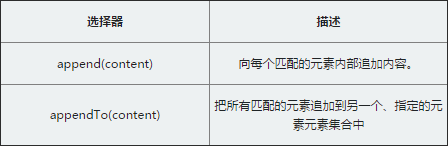 选择器 描述
append(content) 向每个匹配的元素内部追加内容。
appendTo(content) 把所有匹配的元素追加到另一个、指定的元
素元素集合中